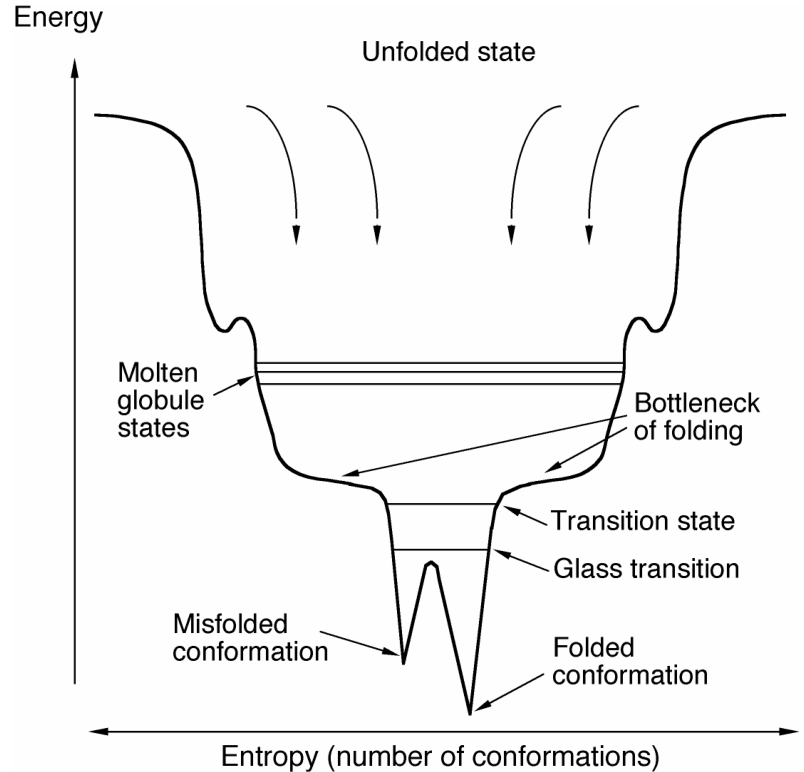 Energy
Unfolded state
Molten
globule
states
Bottleneck
of folding
Transition state
Glass transition
Misfolded
conformation
Folded
conformation
Entropy (number of conformations)